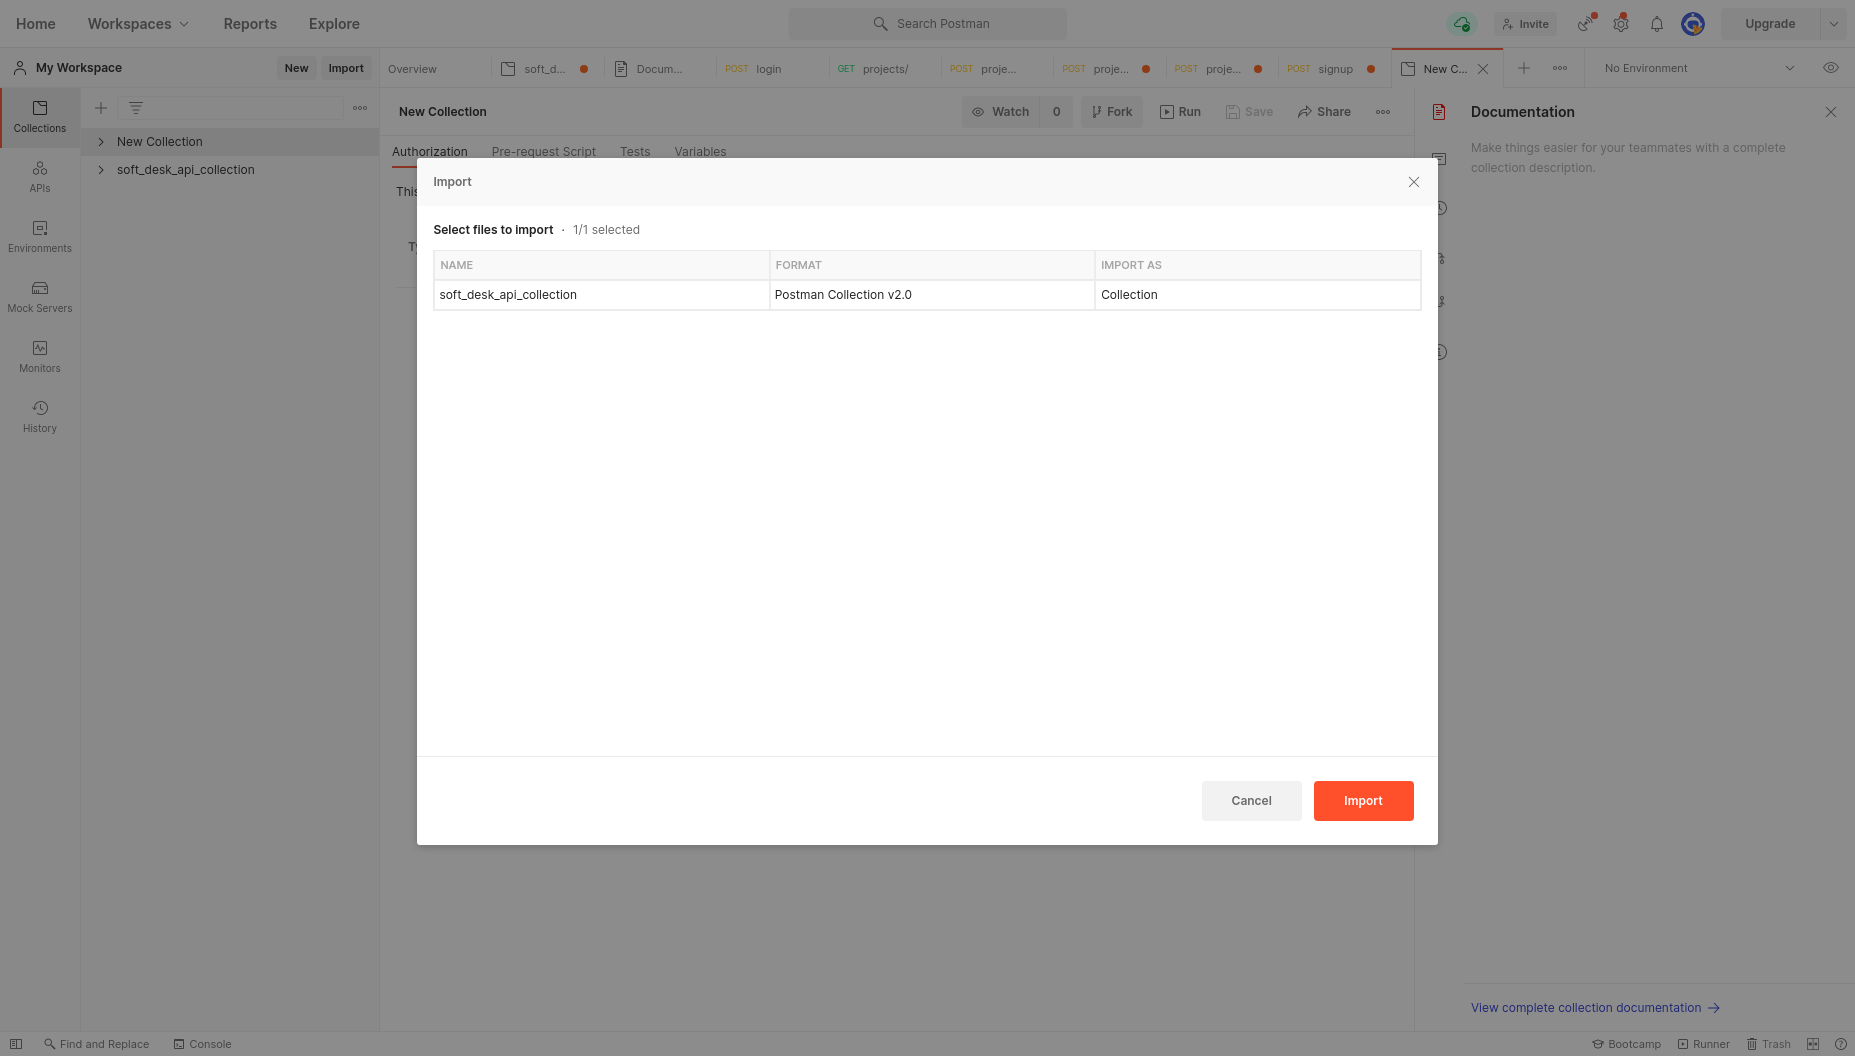 Home Workspaces Reports Explore Search Postman Invite Upgrade
My Workspace New Import Overview soft_d... Docum... POST login GET projects/ POST proje... POST proje... POST proje... POST signup New C... No Environment
Collections
APIs
Environments
Mock Servers
Monitors
History
New Collection
soft_desk_api_collection
New Collection Watch 0 Fork Run Save Share
Authorization Pre-request Script Tests Variables
This
Documentation
Make things easier for your teammates with a complete
collection description.
Import
Select files to import · 1/1 selected
NAME FORMAT IMPORT AS
soft_desk_api_collection Postman Collection v2.0 Collection
Cancel Import
View complete collection documentation
Find and Replace Console Bootcamp Runner Trash